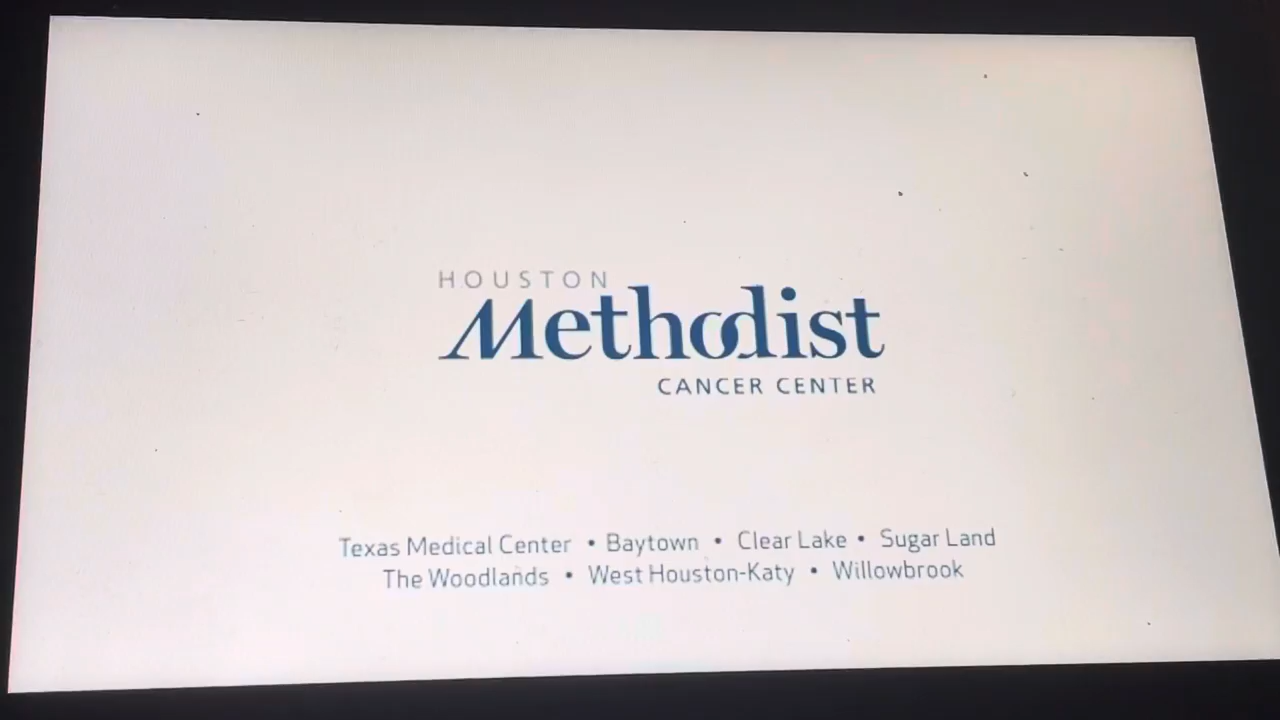 HOUSTON
Methodist
CANCER CENTER
Texas Medical Center • Baytown • Clear Lake • Sugar Land
The Woodlands • West Houston-Katy • Willowbrook